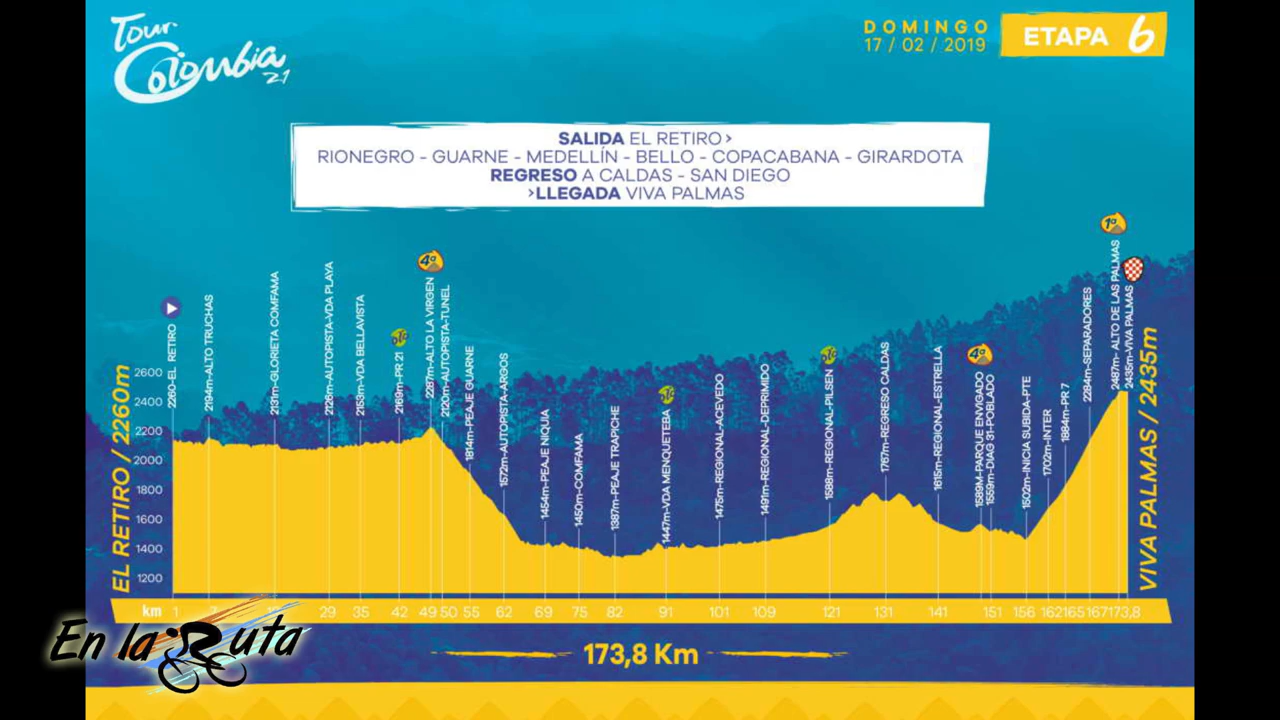 Tour
Colombia
2.1
DOMINGO
17 / 02 / 2019
ETAPA 6
SALIDA EL RETIRO >
RIONEGRO - GUARNE - MEDELLÍN - BELLO - COPACABANA - GIRARDOTA
REGRESO A CALDAS - SAN DIEGO
>LLEGADA VIVA PALMAS
EL RETIRO / 2260m
2600
2400
2200
2000
1800
1600
1400
1200
2260-EL RETIRO
2194m-ALTO TRUCHAS
2131m-GLORIETA COMFAMA
2128m-AUTOPISTA-VDA PLAYA
2153m-VDA BELLAVISTA
2169m-PR 21
4ª
2287m-ALTO LA VIRGEN
2120m-AUTOPISTA-TUNEL
1814m-PEAJE GUARNE
1572m-AUTOPISTA-ARGOS
1454m-PEAJE NIQUIA
1450m-COMFAMA
1387m-PEAJE TRAPICHE
1447m-VDA MENQUETEBA
1475m-REGIONAL-ACEVEDO
1491m-REGIONAL-DEPRIMIDO
1588m-REGIONAL-PILSEN
1767m-REGRESO CALDAS
1615m-REGIONAL-ESTRELLA
4ª
1589M-PARQUE ENVIGADO
1559m-DIAG 31-POBLADO
1502m-INICIA SUBIDA-PTE
1702m-INTER
1884m-PR 7
2284m-SEPARADORES
1ª
2487m- ALTO DE LAS PALMAS
2435m-VIVA PALMAS
VIVA PALMAS / 2435m
km 1 7 29 35 42 49 50 55 62 69 75 82 91 101 109 121 131 141 151 156 162 165 167 173,8
173,8 Km
En la Ruta